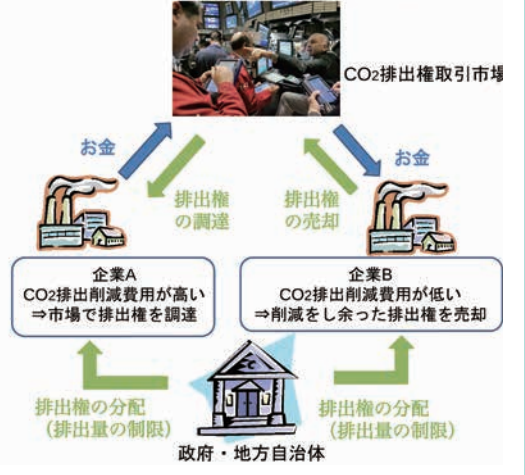 CO2排出権取引市場
お金
お金
排出権
の調達
排出権
の売却
企業A
CO2排出削減費用が高い
⇒市場で排出権を調達
企業B
CO2排出削減費用が低い
⇒削減をし余った排出権を売却
排出権の分配
（排出量の制限）
排出権の分配
（排出量の制限）
政府・地方自治体